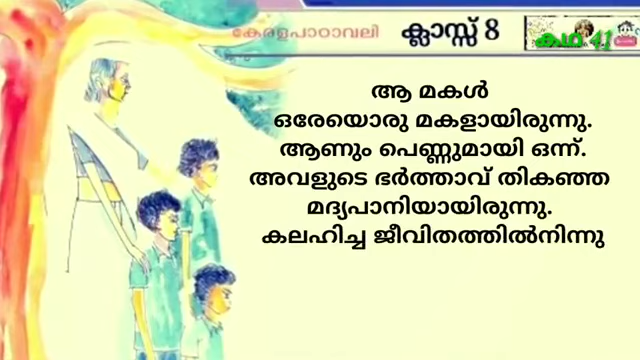 കേരളപാഠാവലി ക്ലാസ്സ് 8
കഥ 41
ആ മകൾ
ഒരേയൊരു മകളായിരുന്നു.
ആണും പെണ്ണുമായി ഒന്ന്.
അവളുടെ ഭർത്താവ് തികഞ്ഞ
മദ്യപാനിയായിരുന്നു.
കലഹിച്ച ജീവിതത്തിൽനിന്നു